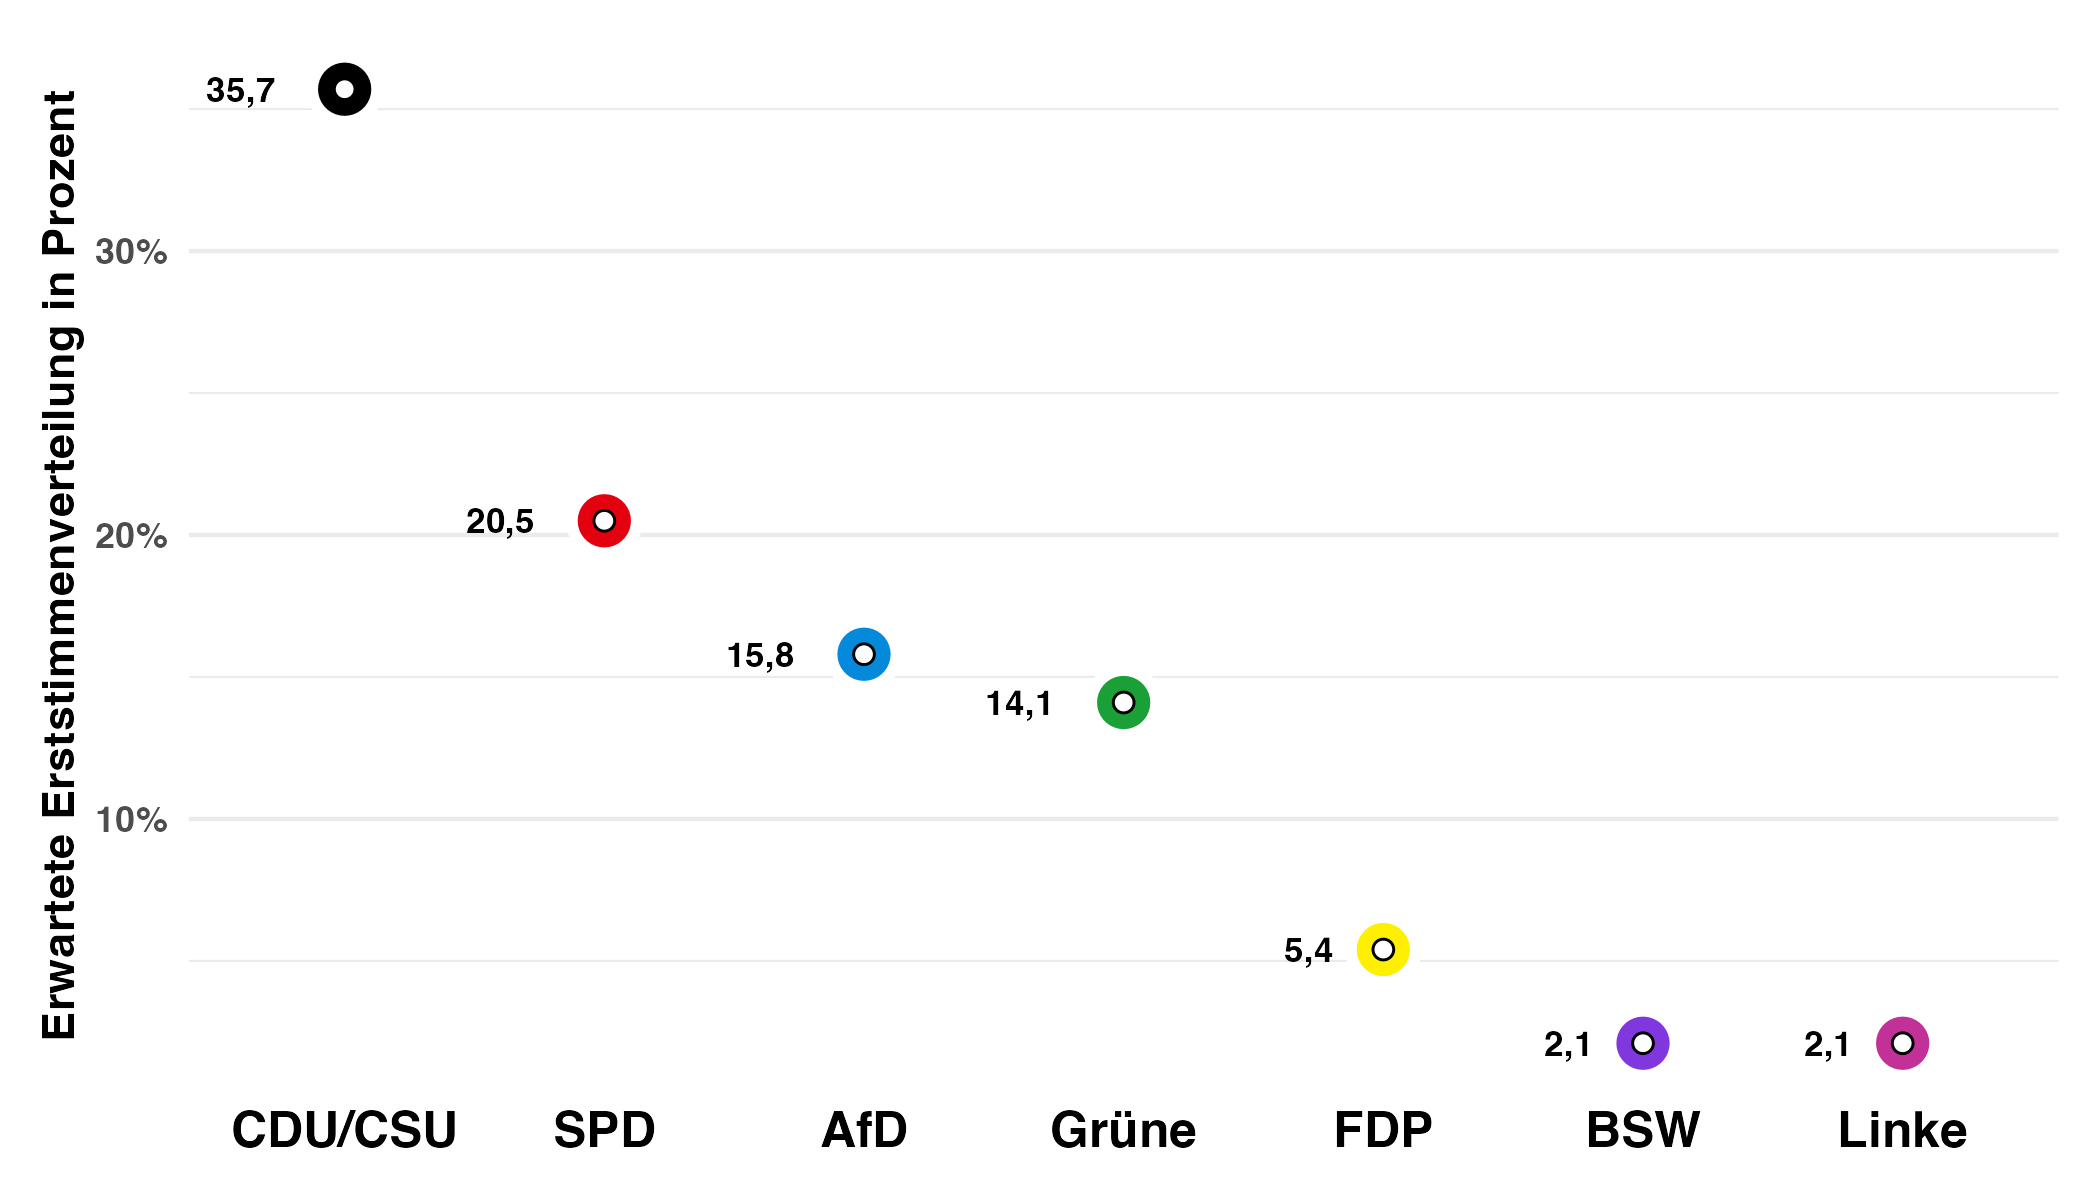 Erwartete Erststimmenverteilung in Prozent
35,7
30%
20,5
20%
15,8
14,1
10%
5,4
2,1
2,1
CDU/CSU
SPD
AfD
Grüne
FDP
BSW
Linke